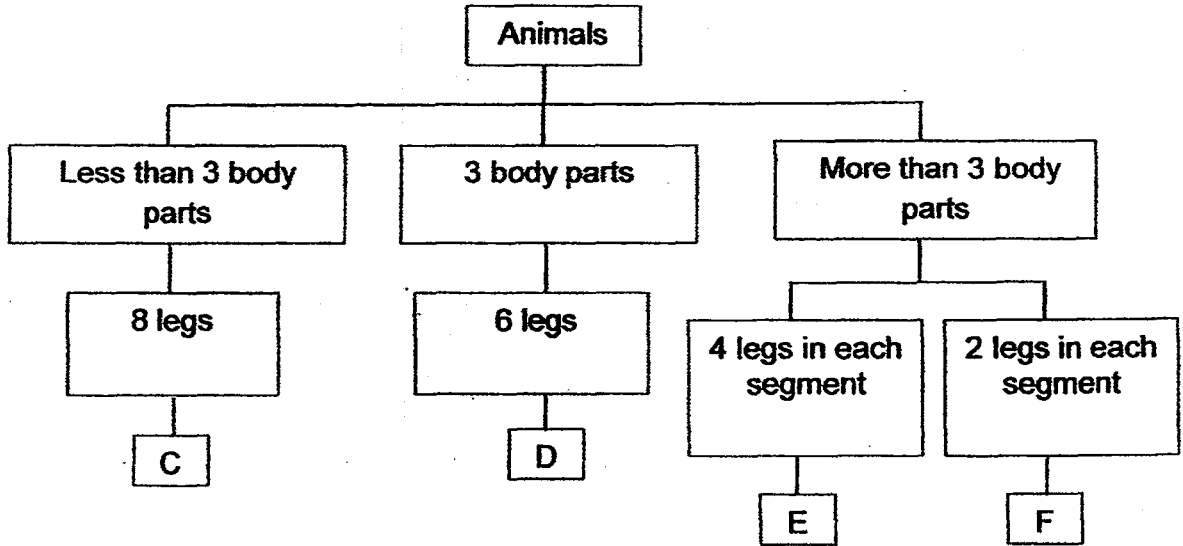 Animals
Less than 3 body
parts
3 body parts
More than 3 body
parts
8 legs
6 legs
4 legs in each
segment
2 legs in each
segment
C
D
E
F